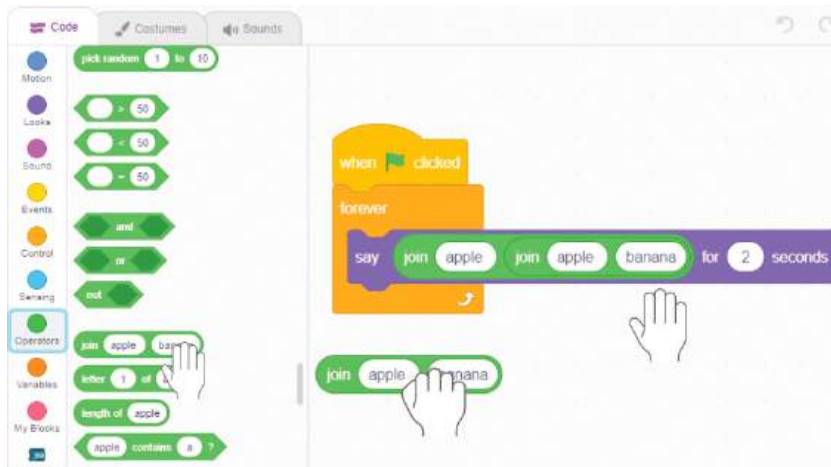 Code
Costumes
Sounds
Motion
Looks
Sound
Events
Control
Sensing
Operators
Variables
My Blocks
pick random 1 to 10
> 50
< 50
= 50
and
or
not
join apple
letter 1 of
length of apple
apple contains a ?
when clicked
forever
say join apple join apple banana for 2 seconds
join apple